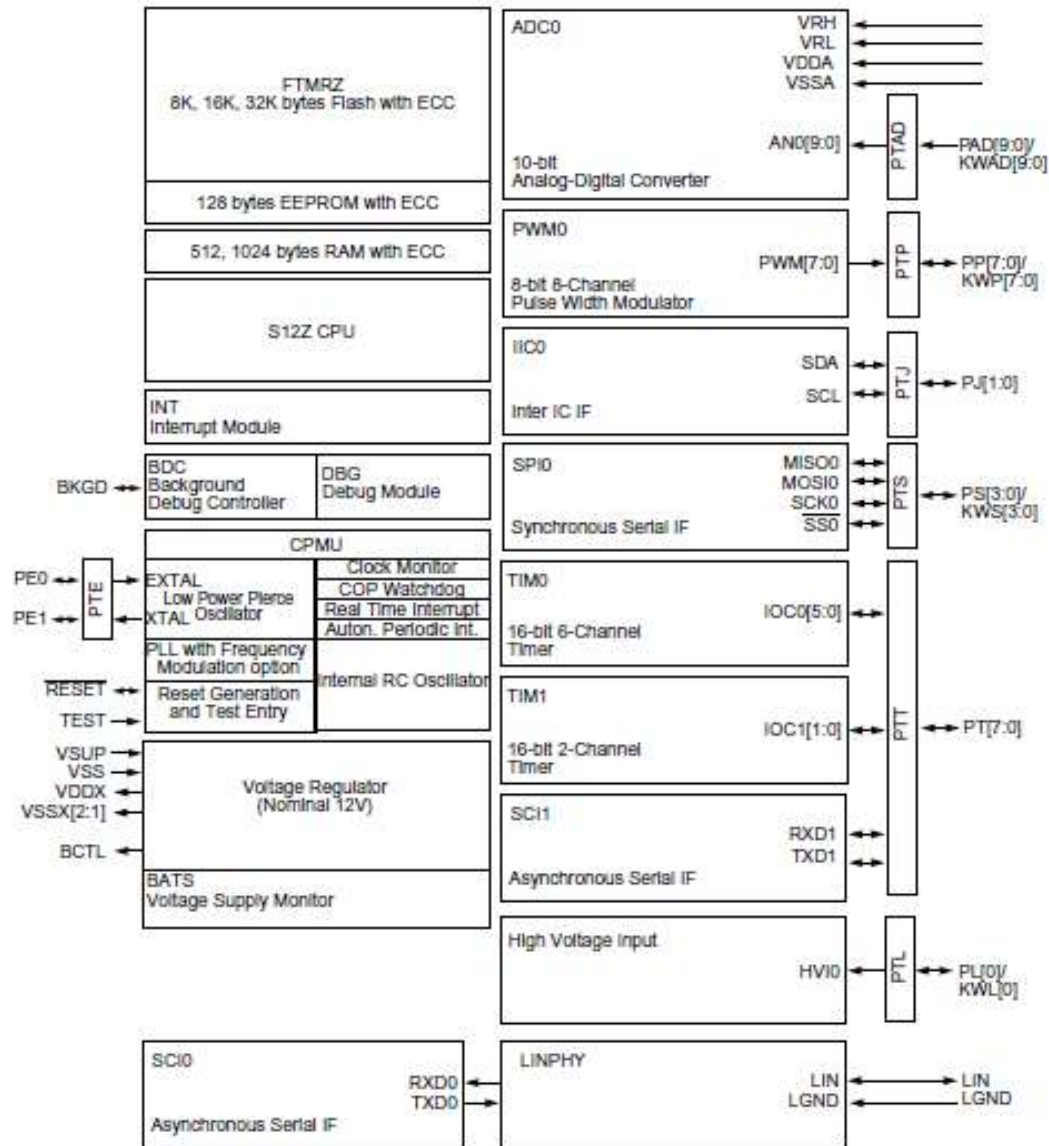 FTMRZ
8K, 16K, 32K bytes Flash with ECC
128 bytes EEPROM with ECC
512, 1024 bytes RAM with ECC
S12Z CPU
INT
Interrupt Module
BKGD
BDC
Background
Debug Controller
DBG
Debug Module
CPMU
PE0
PE1
PTE
EXTAL
Low Power Pierce
XTAL Oscillator
Clock Monitor
COP Watchdog
Real Time Interrupt
Auton. Periodic Int.
PLL with Frequency
Modulation option
Internal RC Oscillator
RESET
TEST
Reset Generation
and Test Entry
VSUP
VSS
VDDX
VSSX[2:1]
BCTL
Voltage Regulator
(Nominal 12V)
BATS
Voltage Supply Monitor
ADC0
VRH
VRL
VDDA
VSSA
AN0[9:0]
10-bit
Analog-Digital Converter
PTAD
PAD[9:0]/
KWAD[9:0]
PWM0
PWM[7:0]
8-bit 8-Channel
Pulse Width Modulator
PTP
PP[7:0]/
KWP[7:0]
IIC0
SDA
SCL
Inter IC IF
PTJ
PJ[1:0]
SPI0
MISO0
MOSI0
SCK0
SS0
Synchronous Serial IF
PTS
PS[3:0]/
KWS[3:0]
TIM0
IOC0[5:0]
16-bit 6-Channel
Timer
TIM1
IOC1[1:0]
16-bit 2-Channel
Timer
PTT
PT[7:0]
SCI1
RXD1
TXD1
Asynchronous Serial IF
High Voltage Input
HVI0
PTL
PL[0]/
KWL[0]
SCI0
RXD0
TXD0
Asynchronous Serial IF
LINPHY
LIN
LGND
LIN
LGND